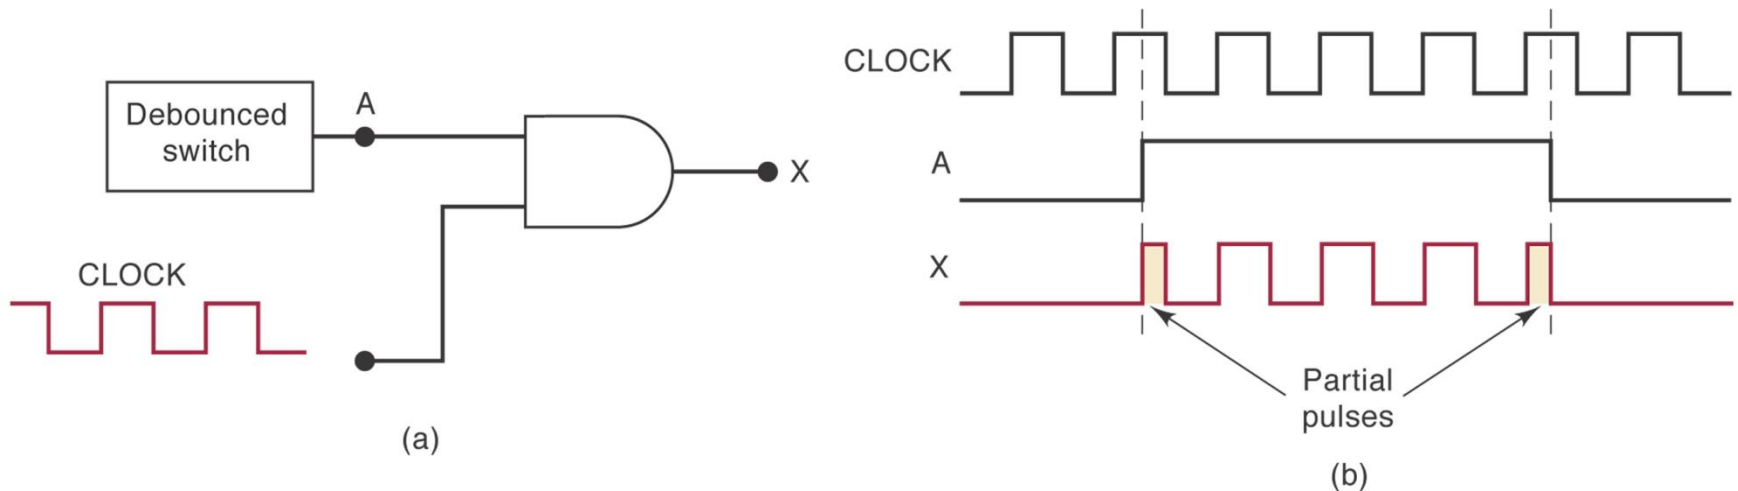 Debounced
switch
A
X
CLOCK
(a)
CLOCK
A
X
Partial
pulses
(b)